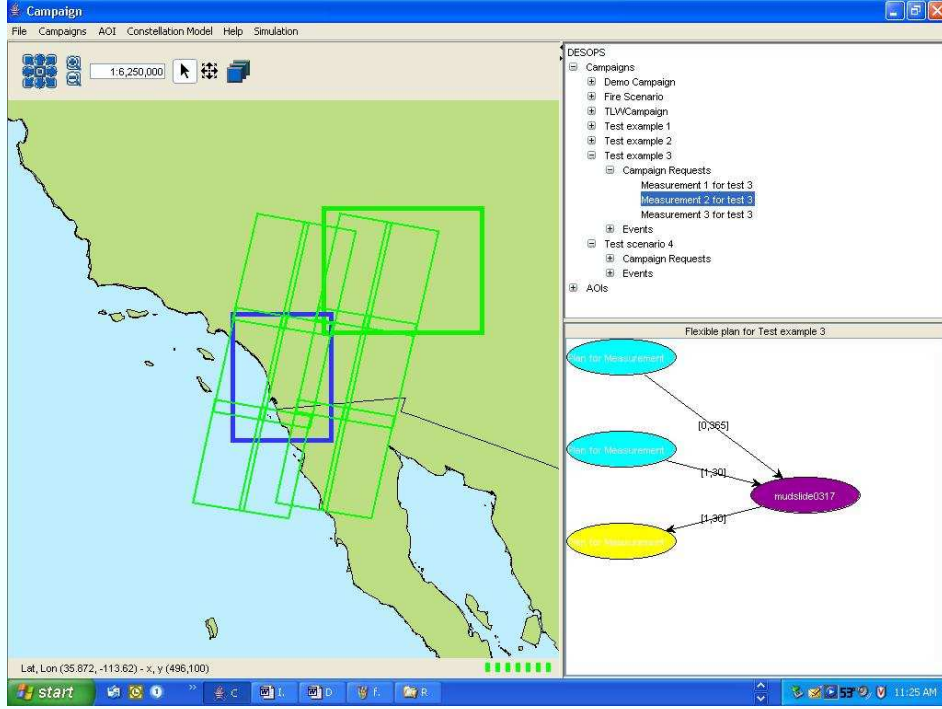 Campaign
File Campaigns AOI Constellation Model Help Simulation
1:6,250,000
DESOPS
Campaigns
Demo Campaign
Fire Scenario
TLWCampaign
Test example 1
Test example 2
Test example 3
Campaign Requests
Measurement 1 for test 3
Measurement 2 for test 3
Measurement 3 for test 3
Events
Test scenario 4
Campaign Requests
Events
AOIs
Flexible plan for Test example 3
Plan for Measurement
[0,365]
Plan for Measurement
[1,30]
mudslide0317
[1,30]
Plan for Measurement
Lat, Lon (35.872, -113.62) - x, y (496,100)
start
»
C
I.
D
F.
R
53°
11:25 AM